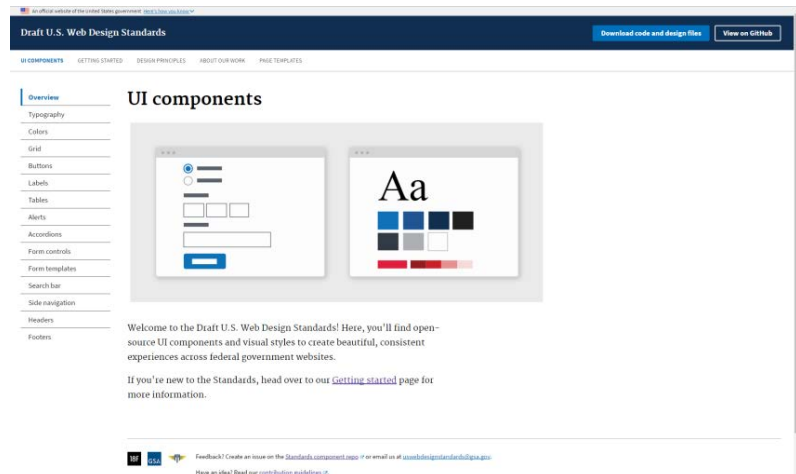 An official website of the United States government Here's how you know
Draft U.S. Web Design Standards
Download code and design files
View on GitHub
UI COMPONENTS GETTING STARTED DESIGN PRINCIPLES ABOUT OUR WORK PAGE TEMPLATES
Overview
Typography
Colors
Grid
Buttons
Labels
Tables
Alerts
Accordions
Form controls
Form templates
Search bar
Side navigation
Headers
Footers
UI components
Aa
Welcome to the Draft U.S. Web Design Standards! Here, you'll find open-
source UI components and visual styles to create beautiful, consistent
experiences across federal government websites.
If you're new to the Standards, head over to our Getting started page for
more information.
18F GSA
Feedback? Create an issue on the Standards component repo or email us at uswebdesignstandards@gsa.gov.
Have an idea? Read our contribution guidelines